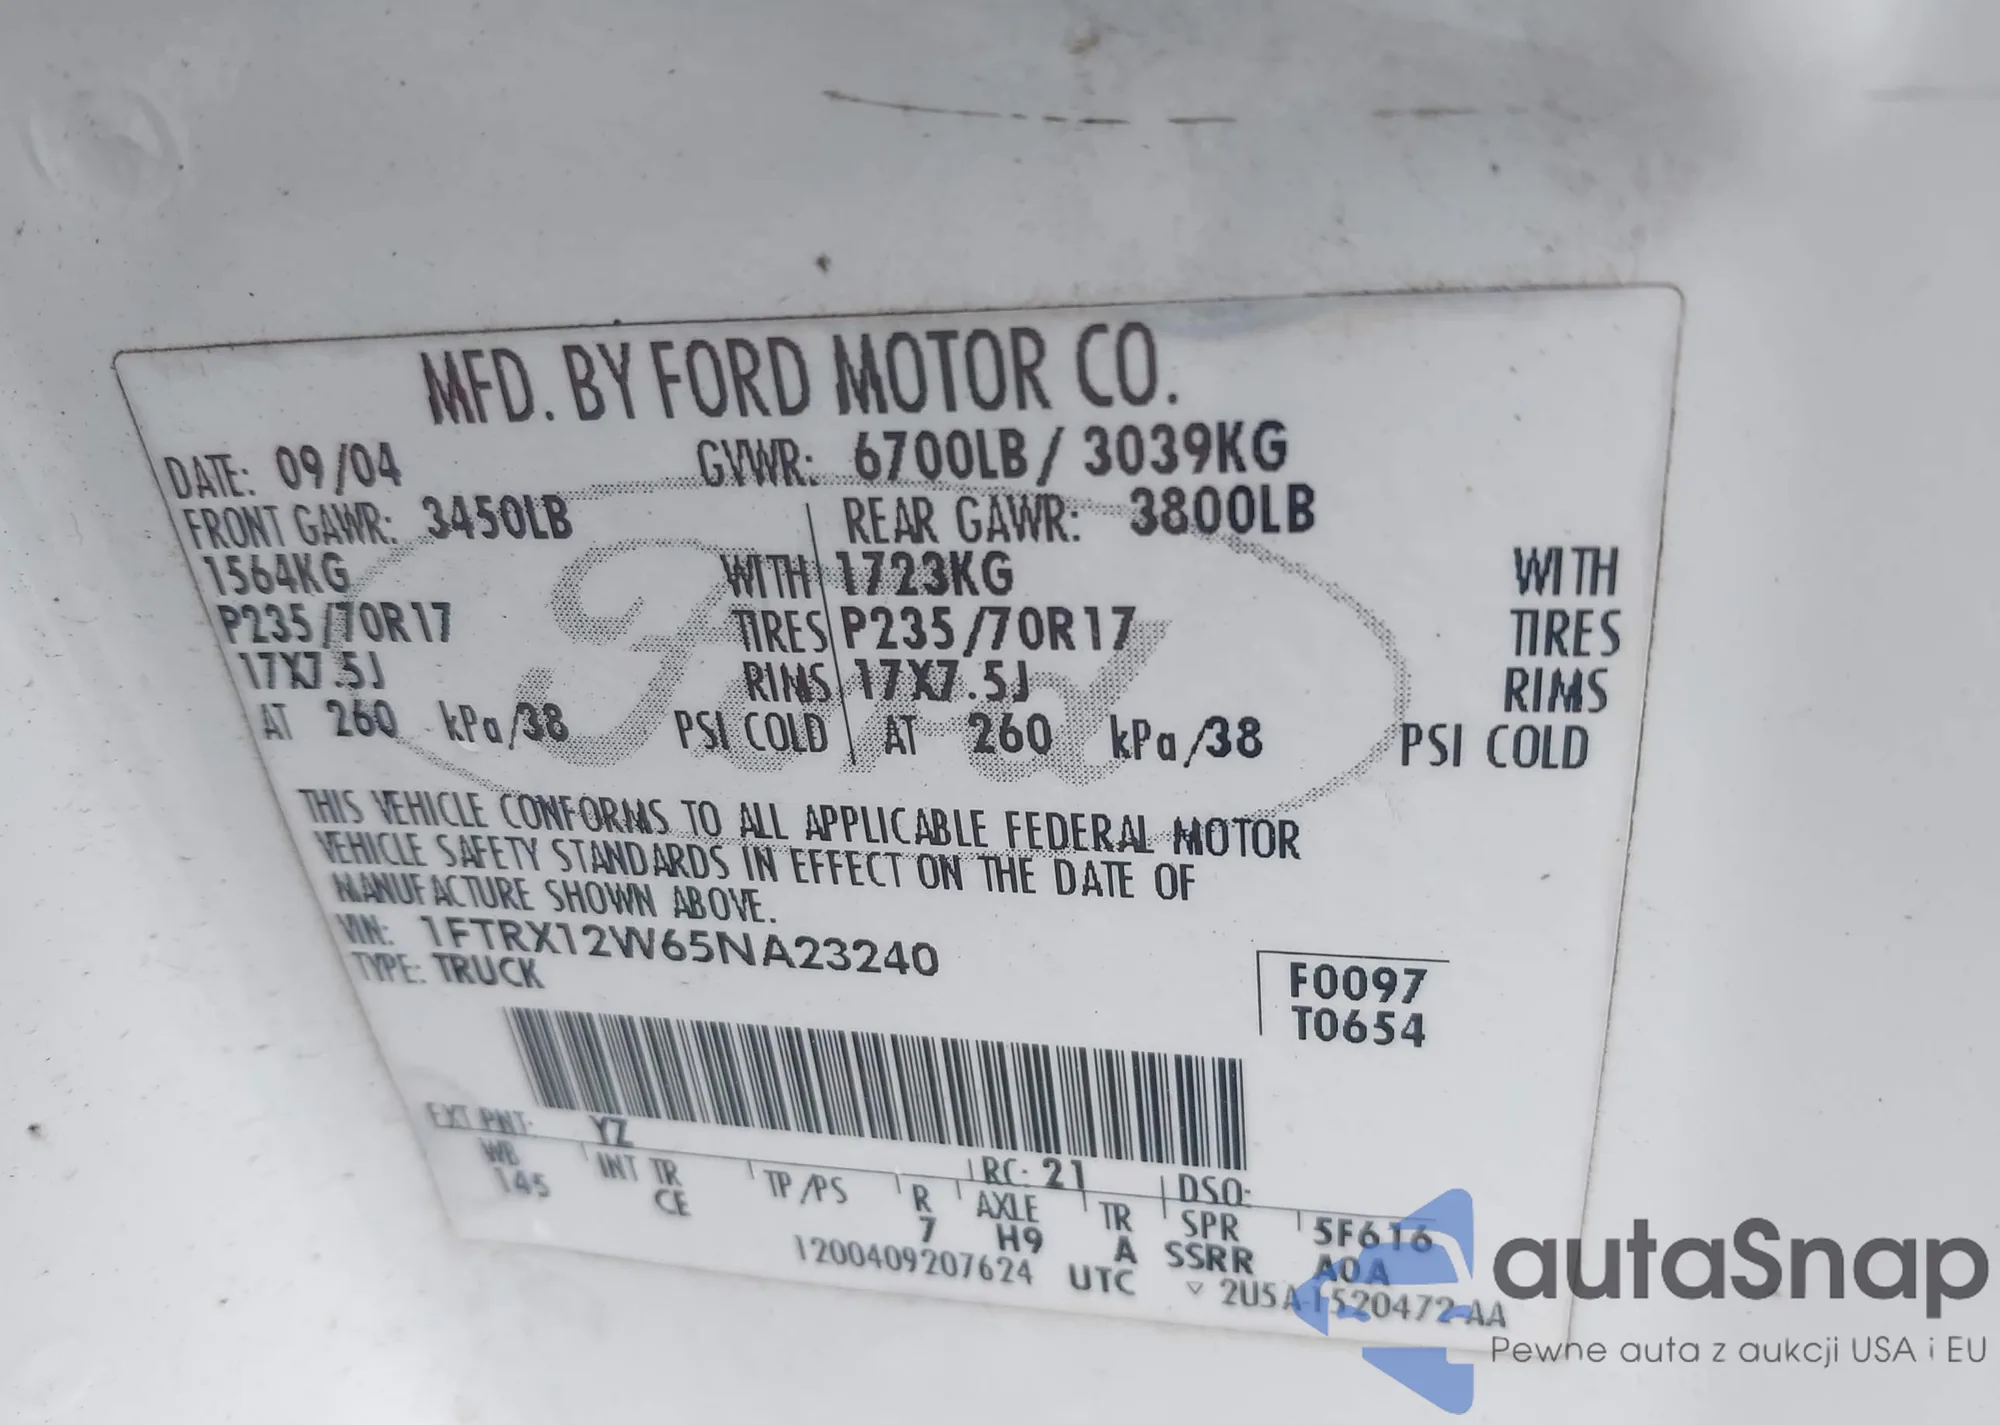 MFD. BY FORD MOTOR CO.
DATE: 09/04 GVWR: 6700LB / 3039KG
FRONT GAWR: 3450LB REAR GAWR: 3800LB
1564KG WITH 1723KG WITH
P235/70R17 TIRES P235/70R17 TIRES
17X7.5J RIMS 17X7.5J RIMS
AT 260 kPa/38 PSI COLD AT 260 kPa/38 PSI COLD
Ford
THIS VEHICLE CONFORMS TO ALL APPLICABLE FEDERAL MOTOR
VEHICLE SAFETY STANDARDS IN EFFECT ON THE DATE OF
MANUFACTURE SHOWN ABOVE.
VIN: 1FTRX12W65NA23240
TYPE: TRUCK
F0097
T0654
EXT PNT: YZ RC: 21 DSO:
WB INT TR TP/PS R AXLE TR SPR 5F616
145 CE 7 H9 A SSRR A0A
1200409207624 UTC ▽ 2U5A-1520472-AA
autoSnap
Pewne auta z aukcji USA i EU